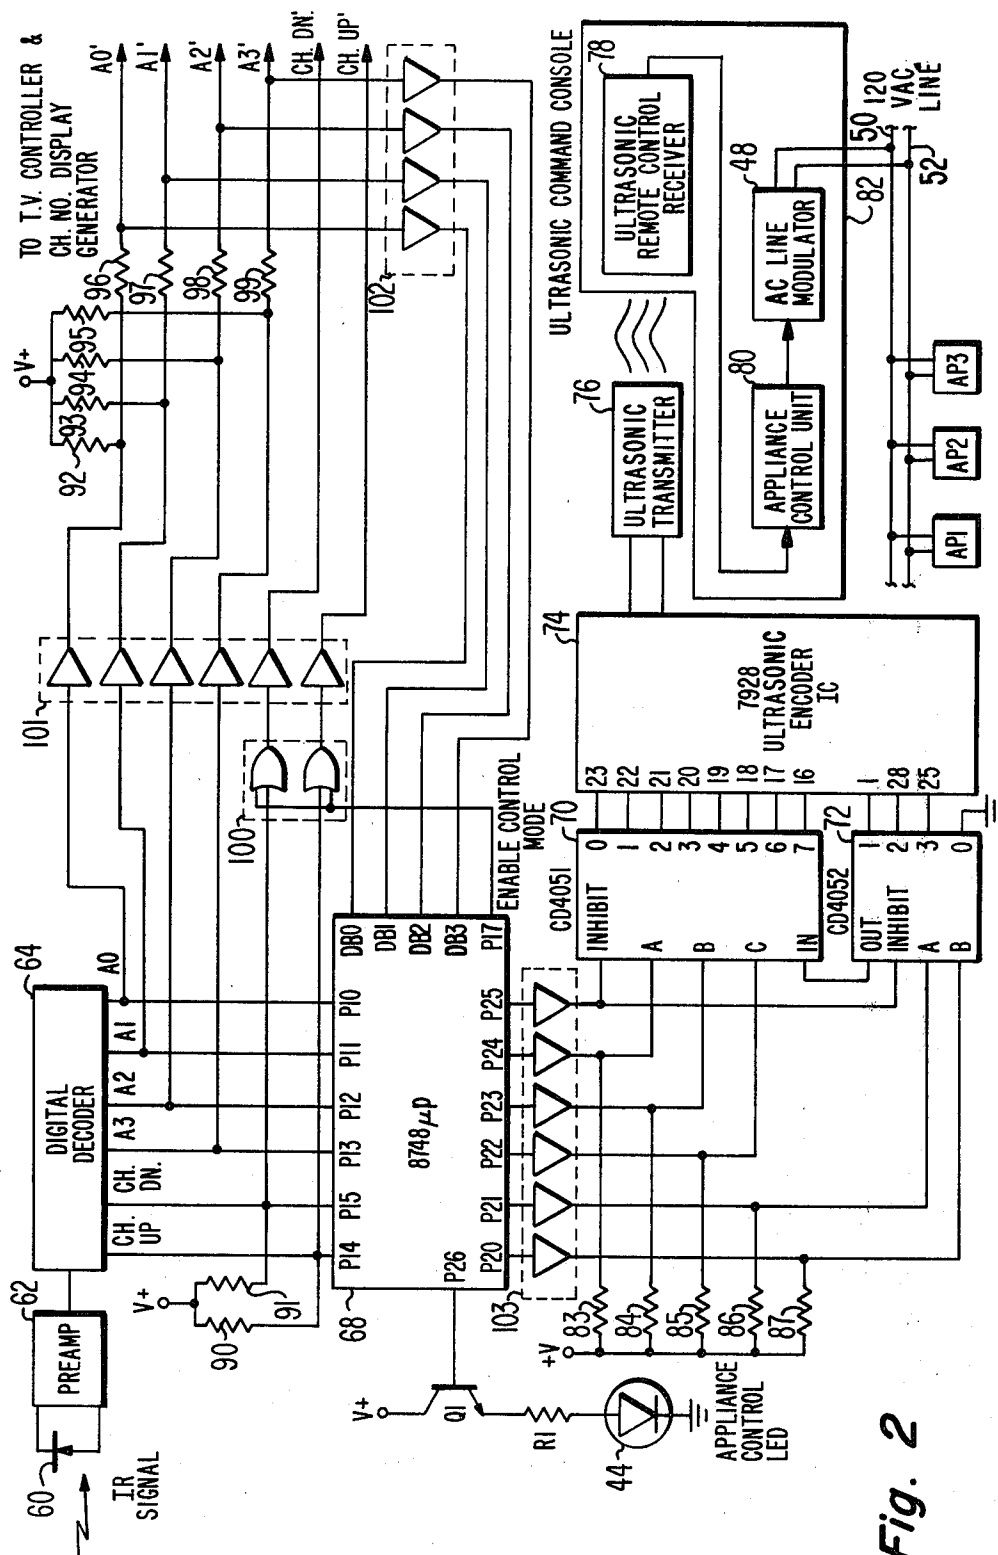 TO T.V. CONTROLLER &
CH. NO. DISPLAY
GENERATOR
A0'
A1'
A2'
A3'
CH. DN.'
CH. UP'
V+
92
93
94
95
96
97
98
99
102
101
100
IR
SIGNAL
60
62
PREAMP
64
DIGITAL
DECODER
CH.
UP
CH.
DN.
A3
A2
A1
A0
V+
90
91
68
P14
P15
P13
P12
P11
P10
8748 µp
DB0
DB1
DB2
DB3
P17
ENABLE CONTROL
MODE
P26
P20
P21
P22
P23
P24
P25
V+
Q1
R1
44
APPLIANCE
CONTROL
LED
103
+V
83
84
85
86
87
CD4051
70
INHIBIT
A
B
C
IN
0
1
2
3
4
5
6
7
CD4052
72
OUT
INHIBIT
A
B
1
2
3
0
74
23
22
21
20
19
18
17
16
1
28
25
7928
ULTRASONIC
ENCODER
IC
76
ULTRASONIC
TRANSMITTER
ULTRASONIC COMMAND CONSOLE
78
ULTRASONIC
REMOTE CONTROL
RECEIVER
80
APPLIANCE
CONTROL UNIT
48
AC LINE
MODULATOR
82
50
120
VAC
LINE
52
AP1
AP2
AP3
Fig. 2